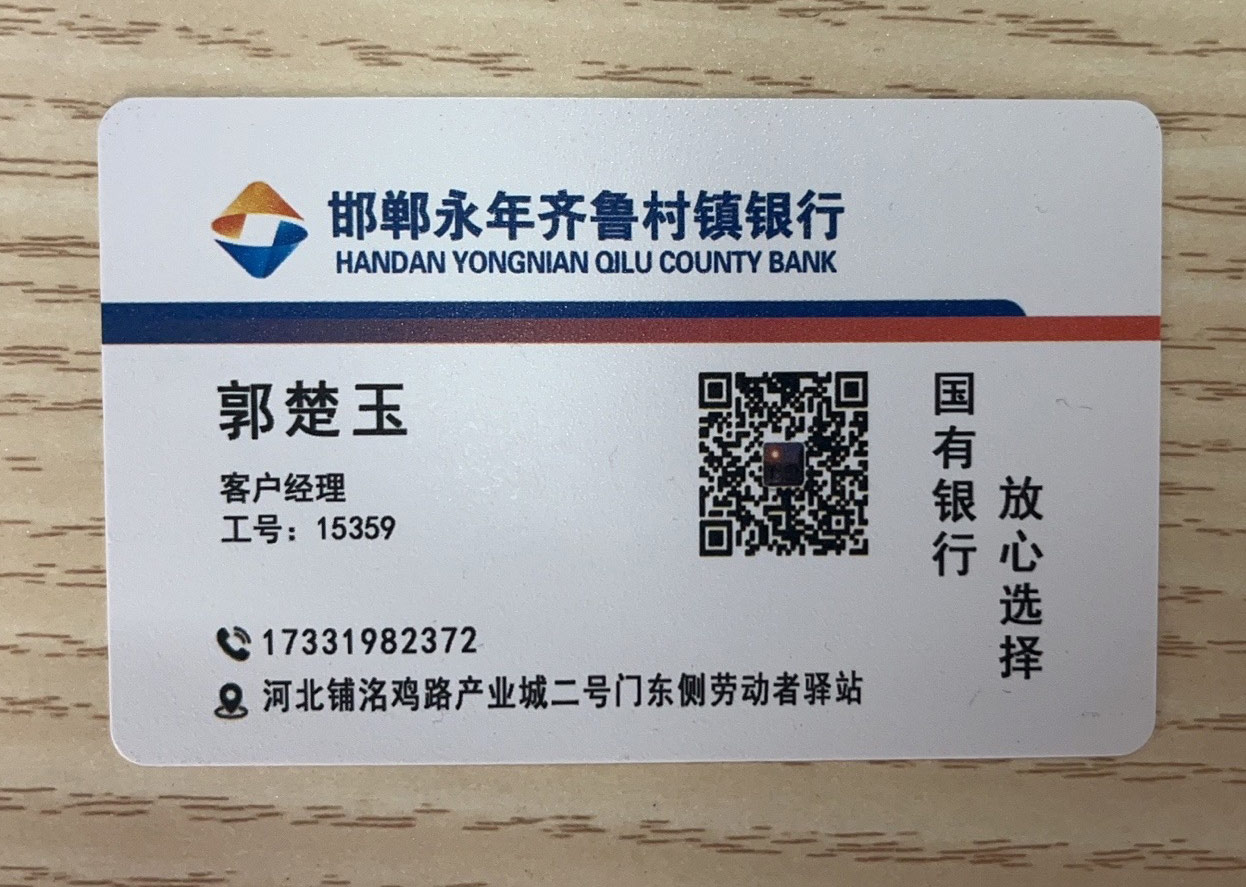 邯郸永年齐鲁村镇银行
HANDAN YONGNIAN QILU COUNTY BANK
郭楚玉
客户经理
工号：15359
17331982372
河北铺洺鸡路产业城二号门东侧劳动者驿站
国有银行
放心选择